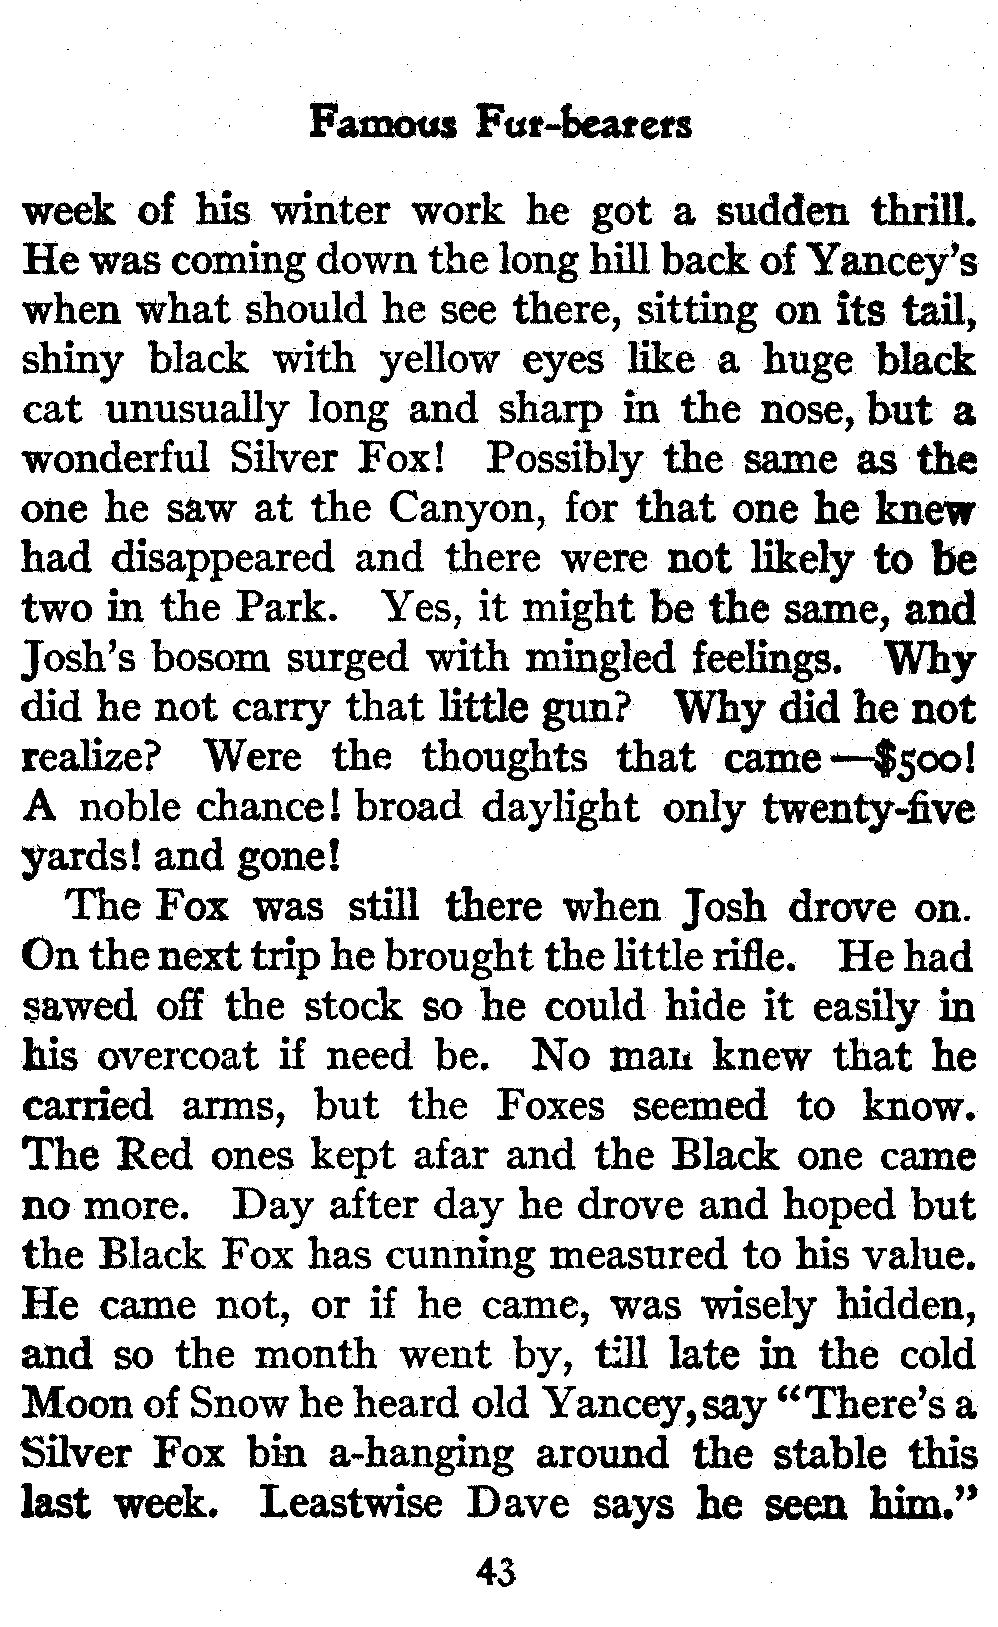 Famous Fur-bearers
week of his winter work he got a sudden thrill.
He was coming down the long hill back of Yancey's
when what should he see there, sitting on its tail,
shiny black with yellow eyes like a huge black
cat unusually long and sharp in the nose, but a
wonderful Silver Fox! Possibly the same as the
one he saw at the Canyon, for that one he knew
had disappeared and there were not likely to be
two in the Park. Yes, it might be the same, and
Josh's bosom surged with mingled feelings. Why
did he not carry that little gun? Why did he not
realize? Were the thoughts that came—$500!
A noble chance! broad daylight only twenty-five
yards! and gone!
The Fox was still there when Josh drove on.
On the next trip he brought the little rifle. He had
sawed off the stock so he could hide it easily in
his overcoat if need be. No man knew that he
carried arms, but the Foxes seemed to know.
The Red ones kept afar and the Black one came
no more. Day after day he drove and hoped but
the Black Fox has cunning measured to his value.
He came not, or if he came, was wisely hidden,
and so the month went by, till late in the cold
Moon of Snow he heard old Yancey, say "There's a
Silver Fox bin a-hanging around the stable this
last week. Leastwise Dave says he seen him."
43